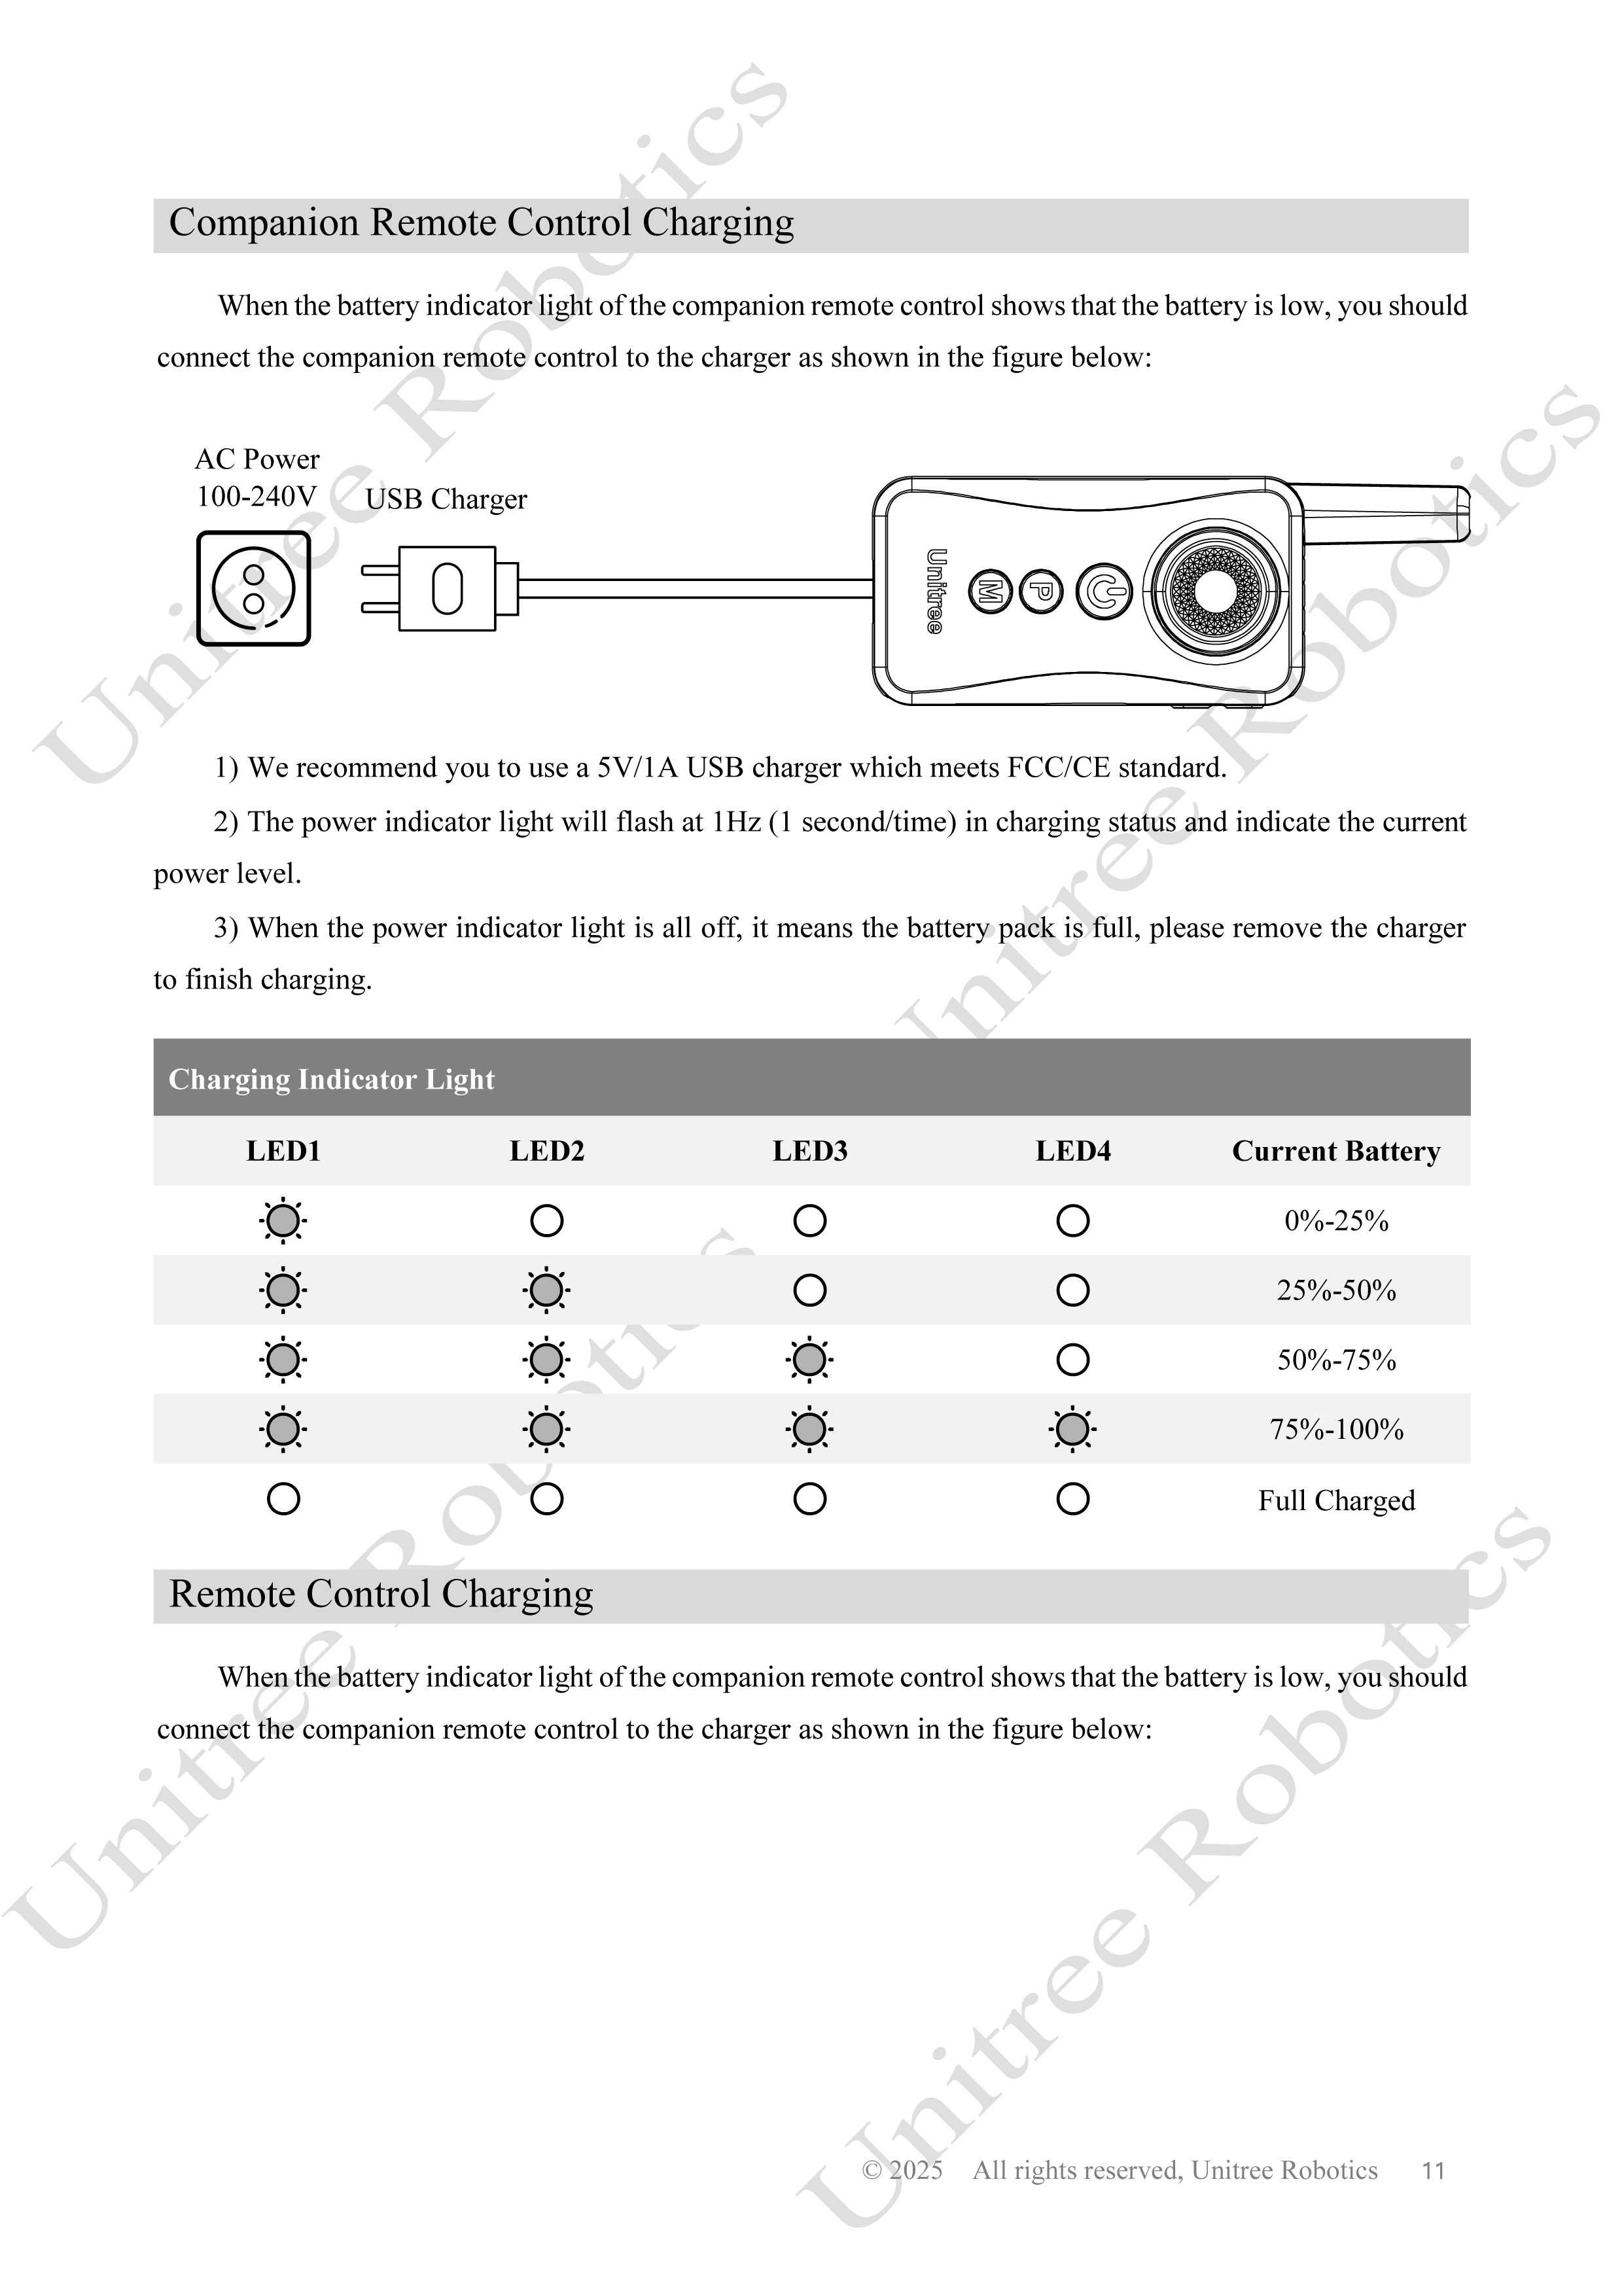 Companion Remote Control Charging
When the battery indicator light of the companion remote control shows that the battery is low, you should
connect the companion remote control to the charger as shown in the figure below:
AC Power
100-240V
USB Charger
Unitree
M
P
1) We recommend you to use a 5V/1A USB charger which meets FCC/CE standard.
2) The power indicator light will flash at 1Hz (1 second/time) in charging status and indicate the current
power level.
3) When the power indicator light is all off, it means the battery pack is full, please remove the charger
to finish charging.
Charging Indicator Light
LED1 LED2 LED3 LED4 Current Battery
0%-25%
25%-50%
50%-75%
75%-100%
Full Charged
Remote Control Charging
When the battery indicator light of the companion remote control shows that the battery is low, you should
connect the companion remote control to the charger as shown in the figure below:
© 2025 All rights reserved, Unitree Robotics 11
Unitree Robotics
Unitree Robotics
Unitree Robotics
Unitree Robotics